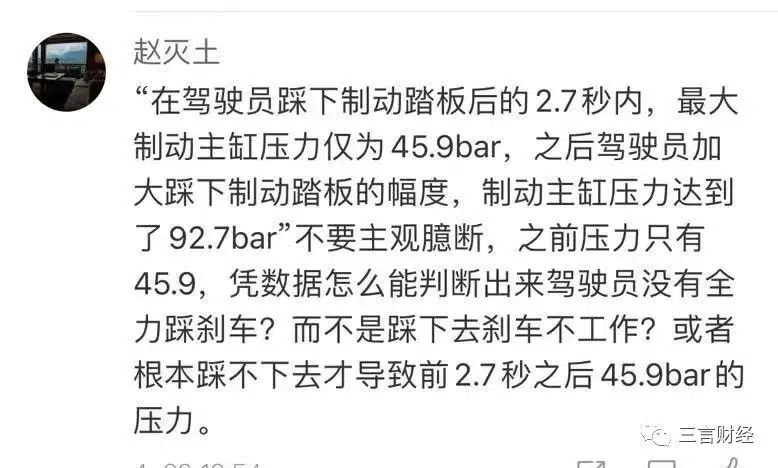 赵灭土
“在驾驶员踩下制动踏板后的2.7秒内，最大
制动主缸压力仅为45.9bar，之后驾驶员加
大踩下制动踏板的幅度，制动主缸压力达到
了92.7bar”不要主观臆断，之前压力只有
45.9，凭数据怎么能判断出来驾驶员没有全
力踩刹车？而不是踩下去刹车不工作？或者
根本踩不下去才导致前2.7秒之后45.9bar的
压力。
三言财经